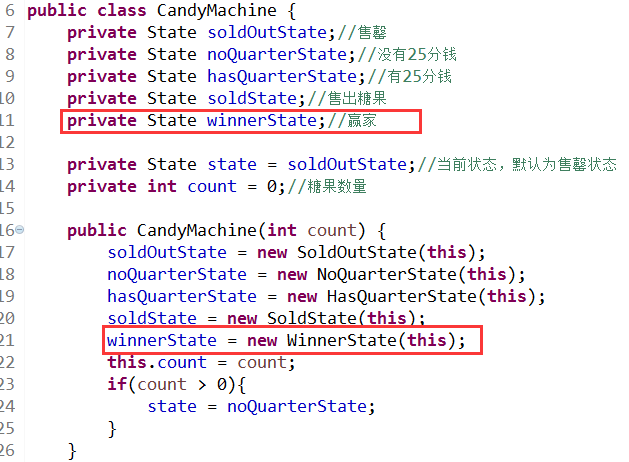 6 public class CandyMachine {
7 private State soldOutState;//售罄
8 private State noQuarterState;//没有25分钱
9 private State hasQuarterState;//有25分钱
10 private State soldState;//售出糖果
11 private State winnerState;//赢家
12
13 private State state = soldOutState;//当前状态，默认为售罄状态
14 private int count = 0;//糖果数量
15
16 public CandyMachine(int count) {
17 soldOutState = new SoldOutState(this);
18 noQuarterState = new NoQuarterState(this);
19 hasQuarterState = new HasQuarterState(this);
20 soldState = new SoldState(this);
21 winnerState = new WinnerState(this);
22 this.count = count;
23 if(count > 0){
24 state = noQuarterState;
25 }
26 }